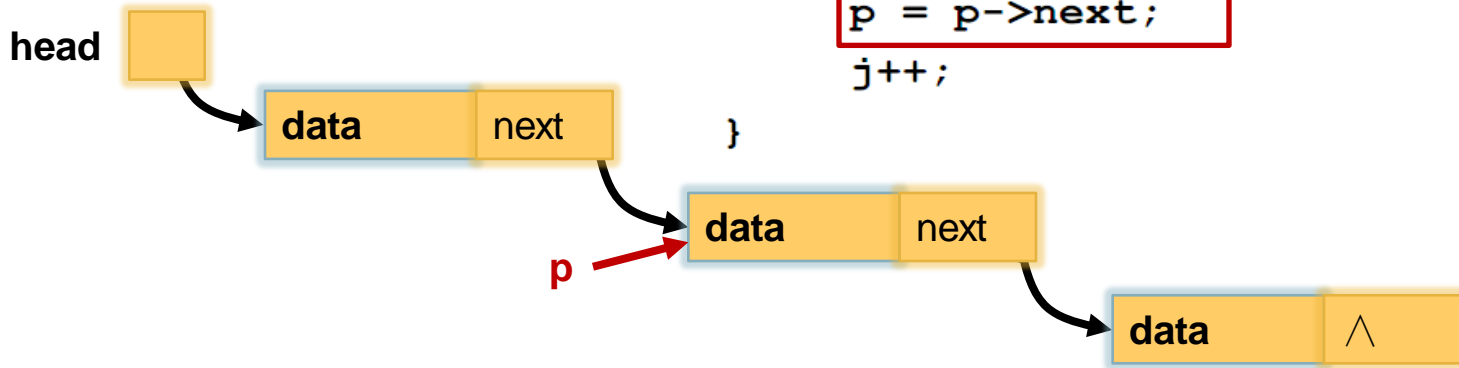 p = p->next;
head
j++;
data next
}
data next
p
data ∧